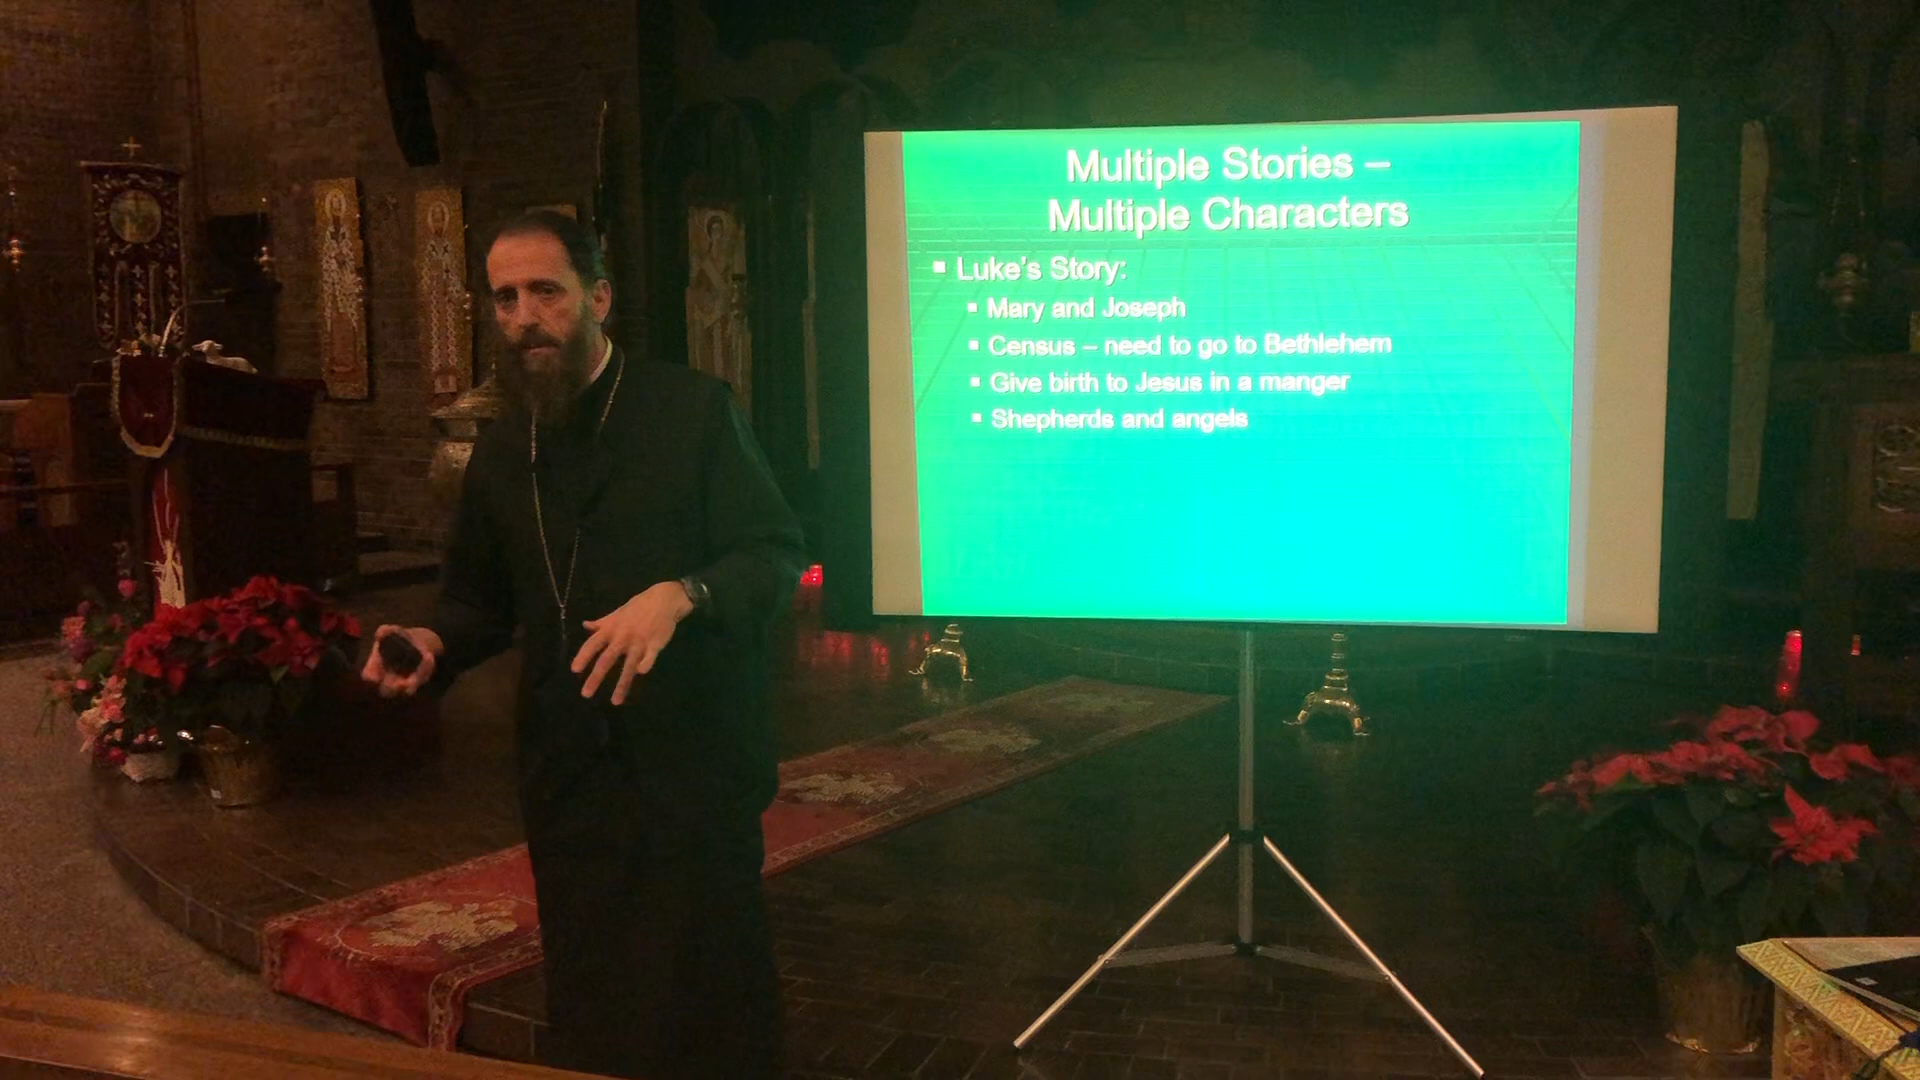 Multiple Stories –
Multiple Characters
▪ Luke's Story:
▪ Mary and Joseph
▪ Census – need to go to Bethlehem
▪ Give birth to Jesus in a manger
▪ Shepherds and angels